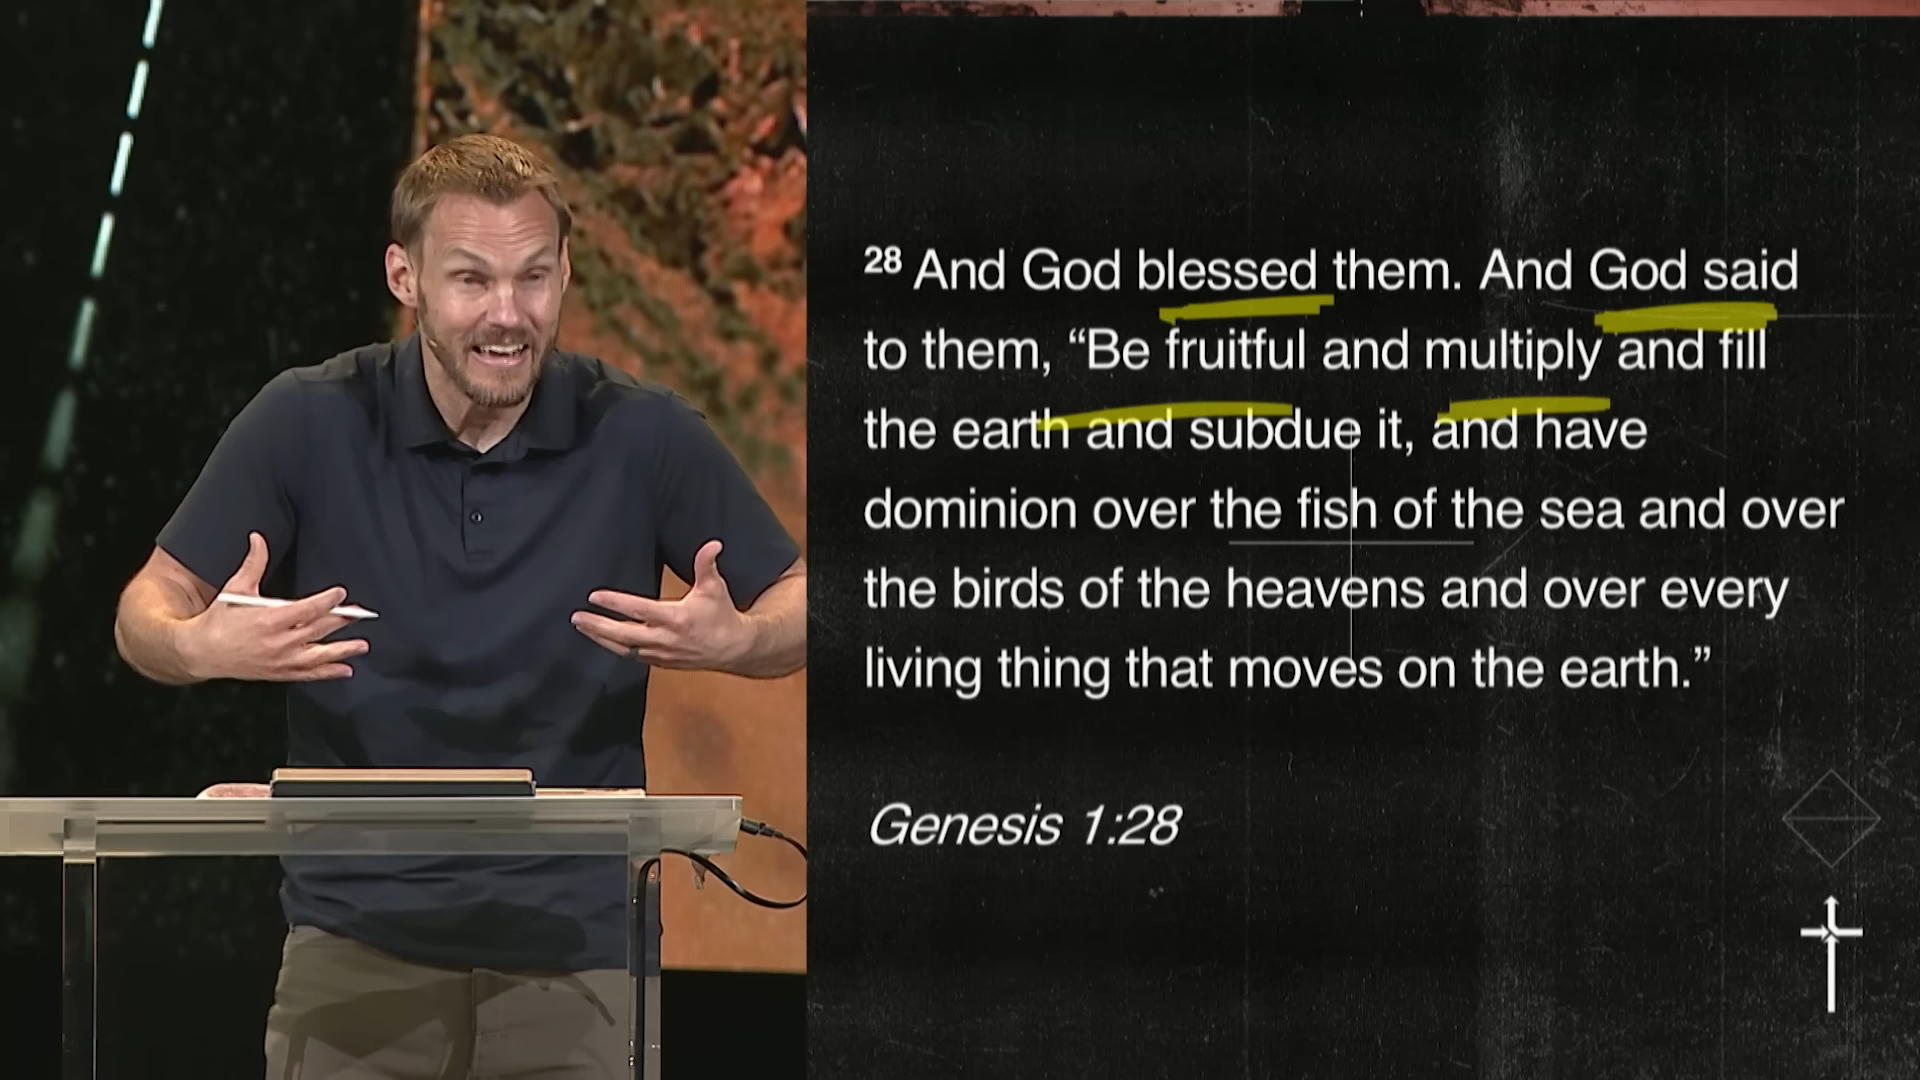 28 And God blessed them. And God said
to them, “Be fruitful and multiply and fill
the earth and subdue it, and have
dominion over the fish of the sea and over
the birds of the heavens and over every
living thing that moves on the earth.”
Genesis 1:28